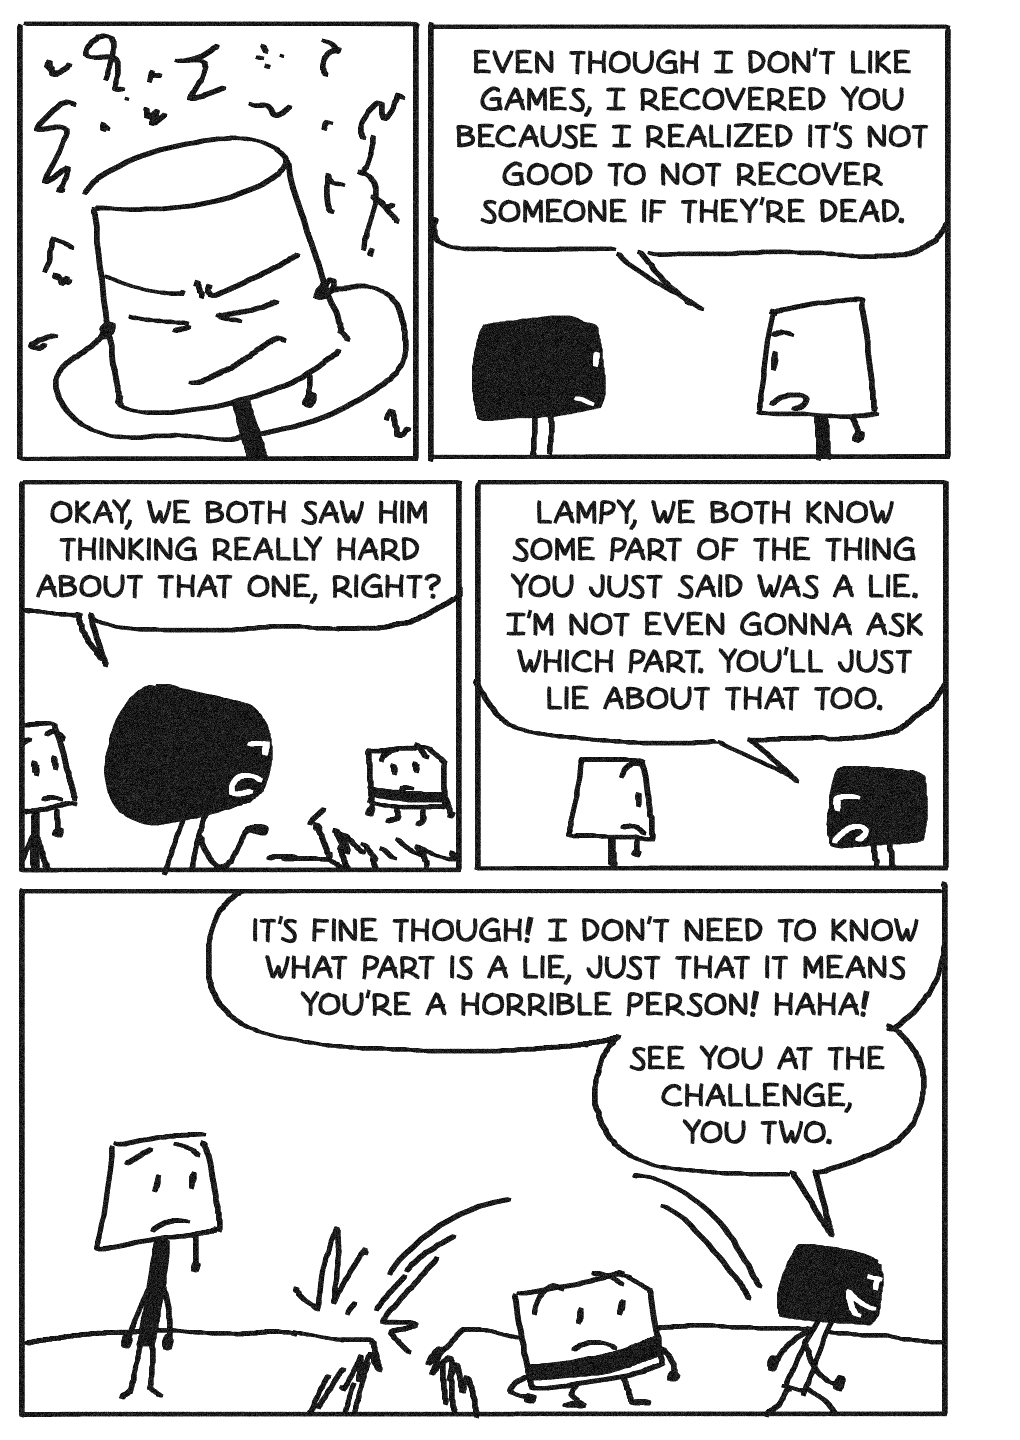 EVEN THOUGH I DON'T LIKE
GAMES, I RECOVERED YOU
BECAUSE I REALIZED IT'S NOT
GOOD TO NOT RECOVER
SOMEONE IF THEY'RE DEAD.
OKAY, WE BOTH SAW HIM
THINKING REALLY HARD
ABOUT THAT ONE, RIGHT?
LAMPY, WE BOTH KNOW
SOME PART OF THE THING
YOU JUST SAID WAS A LIE.
I'M NOT EVEN GONNA ASK
WHICH PART. YOU'LL JUST
LIE ABOUT THAT TOO.
IT'S FINE THOUGH! I DON'T NEED TO KNOW
WHAT PART IS A LIE, JUST THAT IT MEANS
YOU'RE A HORRIBLE PERSON! HAHA!
SEE YOU AT THE
CHALLENGE,
YOU TWO.